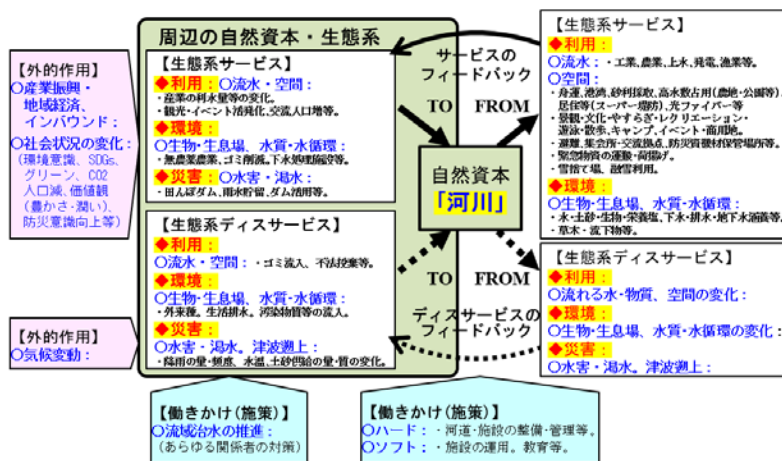 周辺の自然資本・生態系
【外的作用】
〇産業振興・
地域経済、
インバウンド：
〇社会状況の変化：
(環境意識、SDGs、
グリーン、CO2
人口減、価値観
(豊かさ・潤い)、
防災意識向上等)
【外的作用】
〇気候変動：
【生態系サービス】
◆利用：〇流水・空間：
・産業の利水量等の変化。
・観光・イベント活発化、交流人口増等。
◆環境：
〇生物・生息場、水質・水循環：
・無農薬農業、ゴミ削減。下水処理施設等。
◆災害：〇水害・渇水：
・田んぼダム、雨水貯留、ダム活用等。
【生態系ディスサービス】
◆利用：
〇流水・空間：・ゴミ流入、不法投棄等。
◆環境：
〇生物・生息場、水質・水循環：
・外来種。生活排水。汚染物質等の流入。
◆災害：
〇水害・渇水。津波遡上：
・降雨の量・頻度、水温、土砂供給の量・質の変化。
サービスの
フィードバック
TO FROM
自然資本
「河川」
TO FROM
ディスサービスの
フィードバック
【生態系サービス】
◆利用：
〇流水：・工業、農業、上水、発電、漁業等。
〇空間：
・舟運、港湾、砂利採取、高水敷占用(農地・公園等)
居住等(スーパー堤防)、光ファイバー等
・景観・文化・やすらぎ・レクリエーション・
遊泳・散歩、キャンプ、イベント・商用地。
・避難、集会所・交流拠点、防災資機材保管場所等。
・緊急物資の運搬・荷揚げ。
・雪捨て場、融雪利用。
◆環境：
〇生物・生息場、水質・水循環：
・水・土砂・生物・栄養塩、下水・排水・地下水涵養等。
・草木・流下物等。
【生態系ディスサービス】
◆利用：
〇流れる水・物質、空間の変化：
◆環境：
〇生物・生息場、水質・水循環の変化：
◆災害：
〇水害・渇水。津波遡上：
【働きかけ(施策)】
〇流域治水の推進：
(あらゆる関係者の対策)
【働きかけ(施策)】
〇ハード：・河道・施設の整備・管理等。
〇ソフト：・施設の運用。教育等。